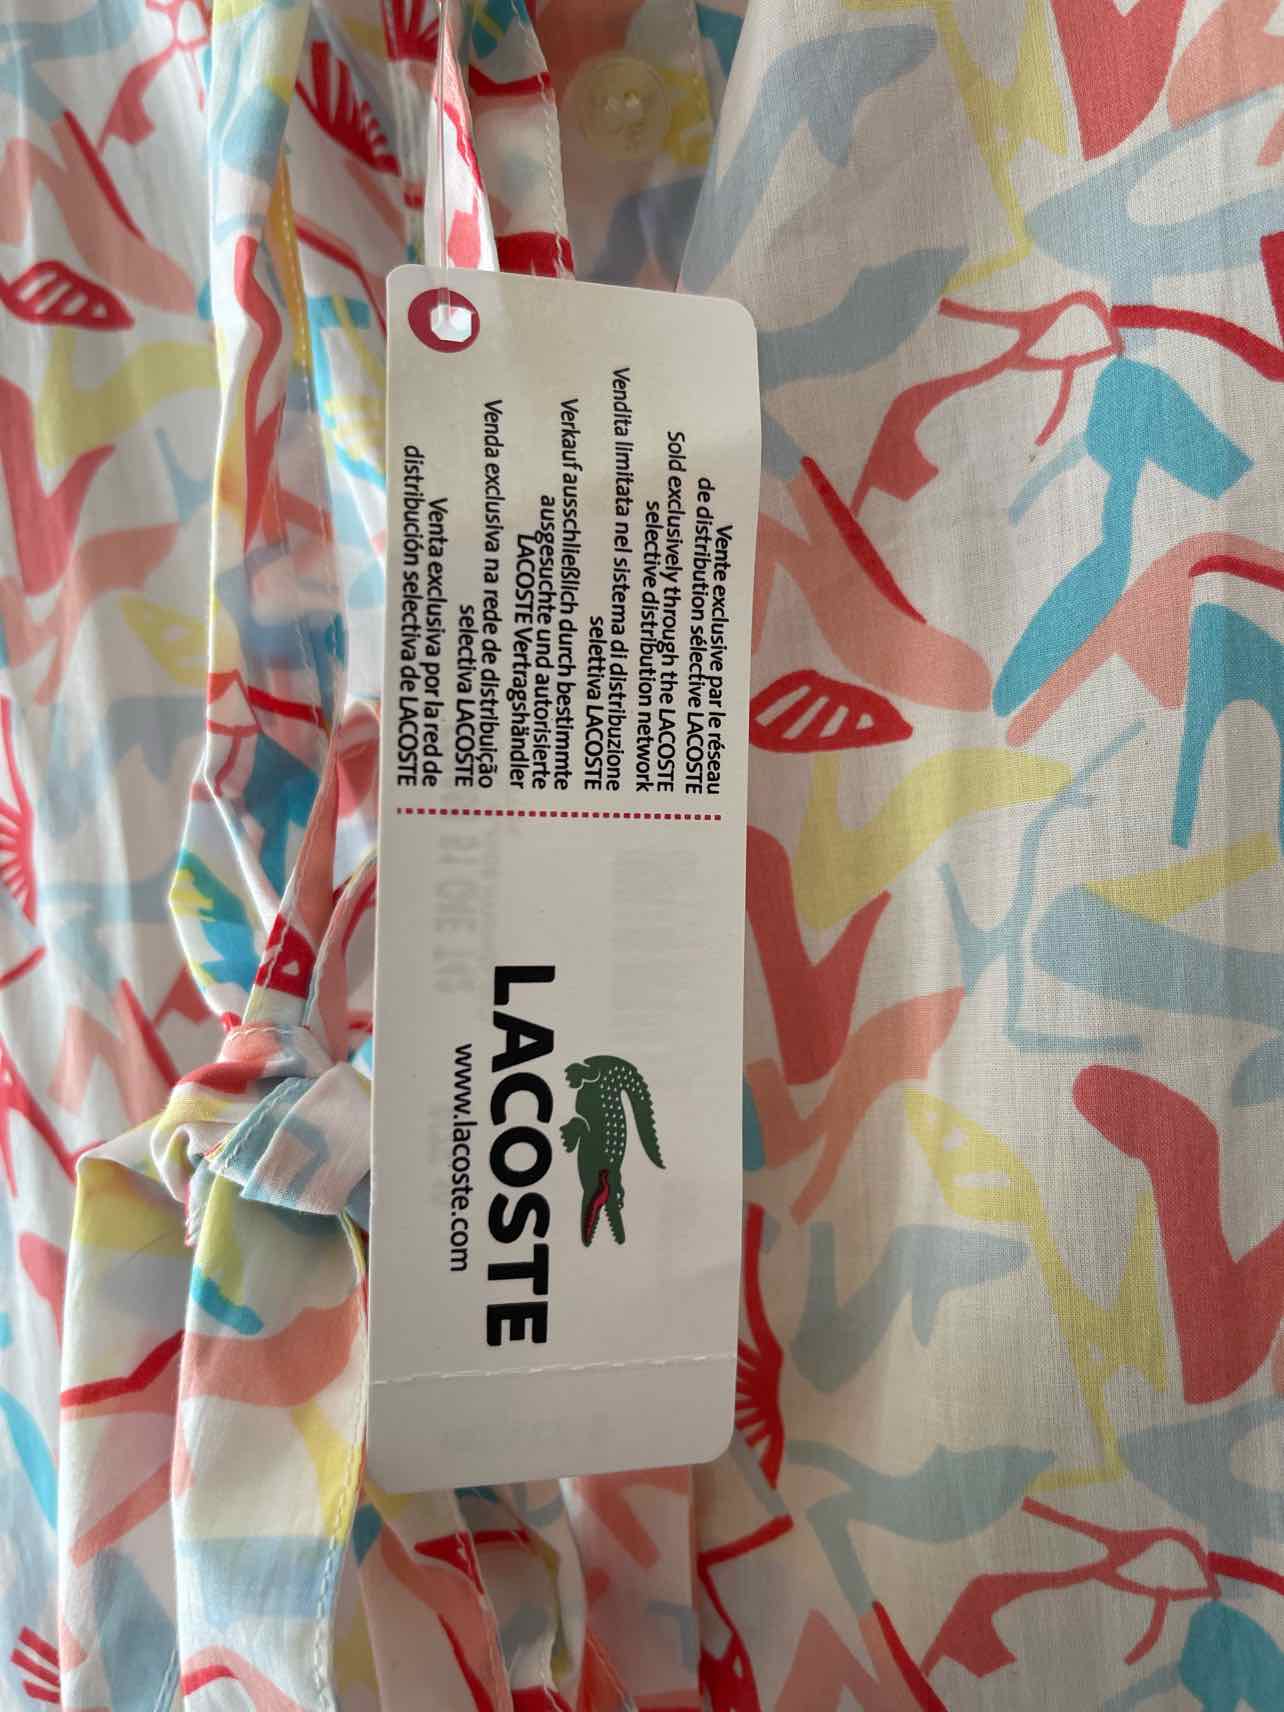 Vente exclusive par le réseau
de distribution sélective LACOSTE
Sold exclusively through the LACOSTE
selective distribution network
Vendita limitata nel sistema di distribuzione
selettiva LACOSTE
Verkauf ausschließlich durch bestimmte
ausgesuchte und autorisierte
LACOSTE Vertragshändler
Venda exclusiva na rede de distribuição
selectiva LACOSTE
Venta exclusiva por la red de
distribución selectiva de LACOSTE
LACOSTE
www.lacoste.com